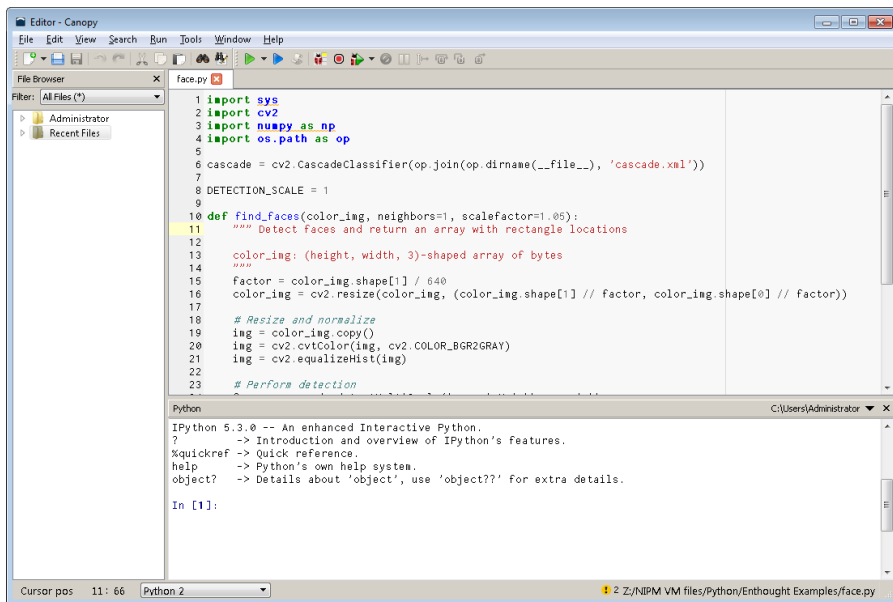 Editor - Canopy
File Edit View Search Run Tools Window Help
File Browser
face.py
Filter: All Files (*)
Administrator
Recent Files
1 import sys
2 import cv2
3 import numpy as np
4 import os.path as op
5
6 cascade = cv2.CascadeClassifier(op.join(op.dirname(__file__), 'cascade.xml'))
7
8 DETECTION_SCALE = 1
9
10 def find_faces(color_img, neighbors=1, scalefactor=1.05):
11     """ Detect faces and return an array with rectangle locations
12
13     color_img: (height, width, 3)-shaped array of bytes
14     """
15     factor = color_img.shape[1] / 640
16     color_img = cv2.resize(color_img, (color_img.shape[1] // factor, color_img.shape[0] // factor))
17
18     # Resize and normalize
19     img = color_img.copy()
20     img = cv2.cvtColor(img, cv2.COLOR_BGR2GRAY)
21     img = cv2.equalizeHist(img)
22
23     # Perform detection
Python
C:\Users\Administrator
IPython 5.3.0 -- An enhanced Interactive Python.
?         -> Introduction and overview of IPython's features.
%quickref -> Quick reference.
help      -> Python's own help system.
object?   -> Details about 'object', use 'object??' for extra details.
In [1]:
Cursor pos 11: 66 Python 2
2 Z:/NIPM VM files/Python/Enthought Examples/face.py